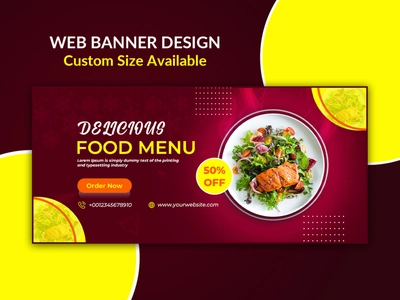 WEB BANNER DESIGN
Custom Size Available
DELICIOUS
FOOD MENU
Lorem Ipsum is simply dummy text of the printing
and typesetting industry
50%
OFF
Order Now
+0012345678910
www.yourwebsite.com